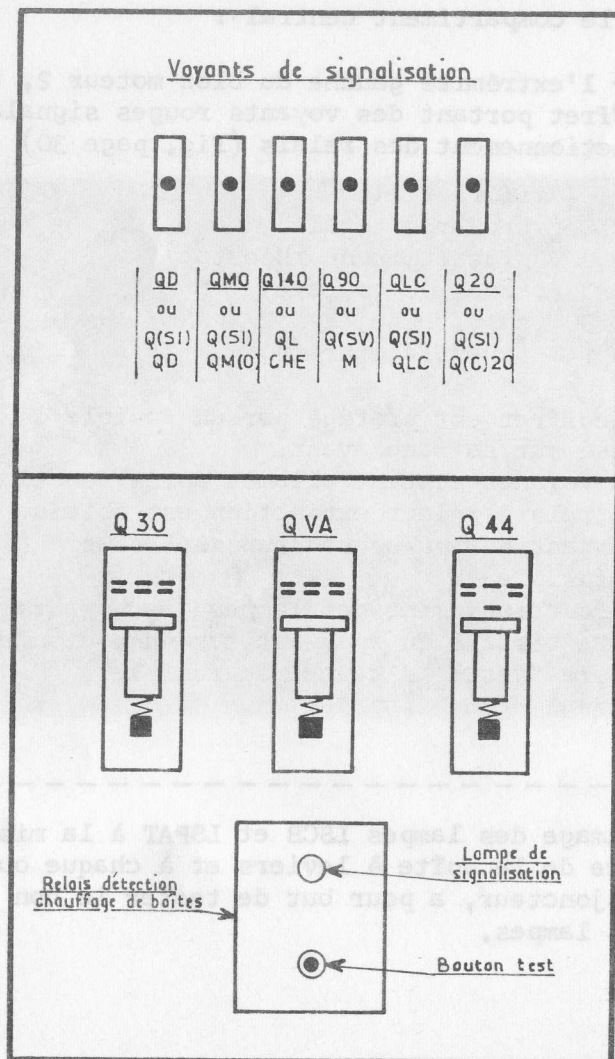 Voyants de signalisation
QD QMO Q140 Q90 QLC Q20
ou ou ou ou ou ou
Q(SI) Q(SI) QL Q(SV) Q(SI) Q(SI)
QD QM(O) CHE M QLC Q(C)20
Q 30 Q VA Q 44
Lampe de
signalisation
Relais détection
chauffage de boîtes
Bouton test